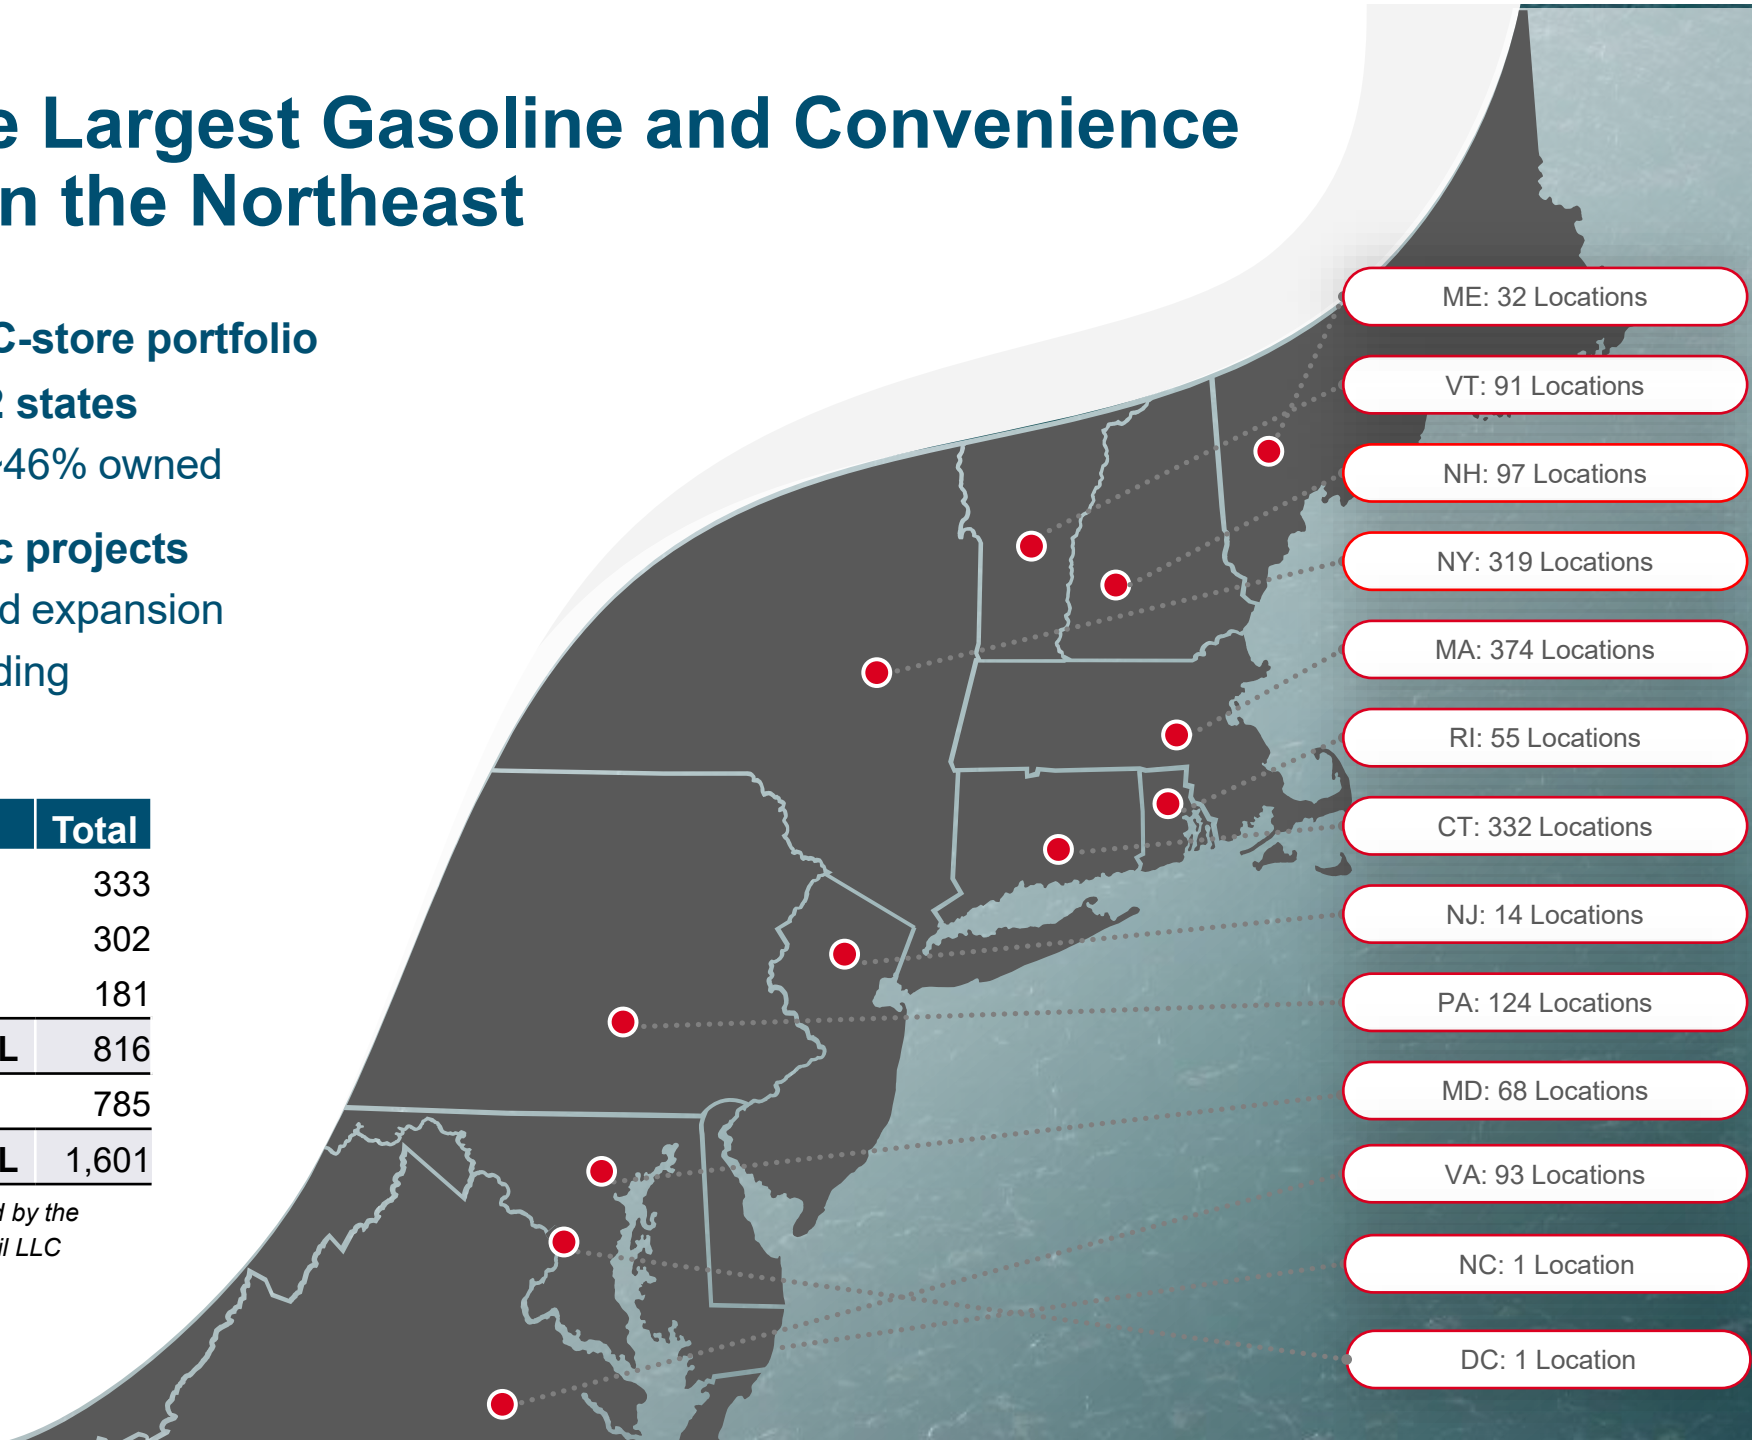 e Largest Gasoline and Convenience
n the Northeast
C-store portfolio
2 states
~46% owned
c projects
d expansion
ding
Total
333
302
181
L 816
785
L 1,601
d by the
il LLC
ME: 32 Locations
VT: 91 Locations
NH: 97 Locations
NY: 319 Locations
MA: 374 Locations
RI: 55 Locations
CT: 332 Locations
NJ: 14 Locations
PA: 124 Locations
MD: 68 Locations
VA: 93 Locations
NC: 1 Location
DC: 1 Location